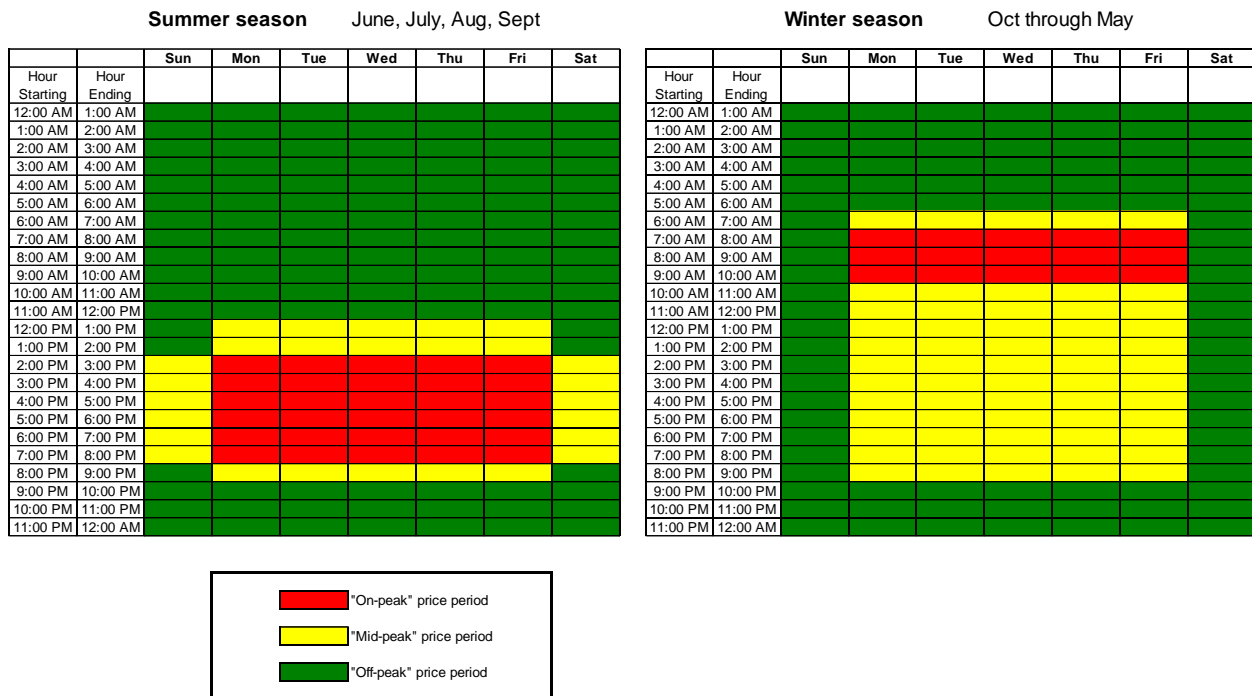 Summer season June, July, Aug, Sept
Sun Mon Tue Wed Thu Fri Sat
Hour Hour
Starting Ending
12:00 AM 1:00 AM
1:00 AM 2:00 AM
2:00 AM 3:00 AM
3:00 AM 4:00 AM
4:00 AM 5:00 AM
5:00 AM 6:00 AM
6:00 AM 7:00 AM
7:00 AM 8:00 AM
8:00 AM 9:00 AM
9:00 AM 10:00 AM
10:00 AM 11:00 AM
11:00 AM 12:00 PM
12:00 PM 1:00 PM
1:00 PM 2:00 PM
2:00 PM 3:00 PM
3:00 PM 4:00 PM
4:00 PM 5:00 PM
5:00 PM 6:00 PM
6:00 PM 7:00 PM
7:00 PM 8:00 PM
8:00 PM 9:00 PM
9:00 PM 10:00 PM
10:00 PM 11:00 PM
11:00 PM 12:00 AM
Winter season Oct through May
Sun Mon Tue Wed Thu Fri Sat
Hour Hour
Starting Ending
12:00 AM 1:00 AM
1:00 AM 2:00 AM
2:00 AM 3:00 AM
3:00 AM 4:00 AM
4:00 AM 5:00 AM
5:00 AM 6:00 AM
6:00 AM 7:00 AM
7:00 AM 8:00 AM
8:00 AM 9:00 AM
9:00 AM 10:00 AM
10:00 AM 11:00 AM
11:00 AM 12:00 PM
12:00 PM 1:00 PM
1:00 PM 2:00 PM
2:00 PM 3:00 PM
3:00 PM 4:00 PM
4:00 PM 5:00 PM
5:00 PM 6:00 PM
6:00 PM 7:00 PM
7:00 PM 8:00 PM
8:00 PM 9:00 PM
9:00 PM 10:00 PM
10:00 PM 11:00 PM
11:00 PM 12:00 AM
"On-peak" price period
"Mid-peak" price period
"Off-peak" price period